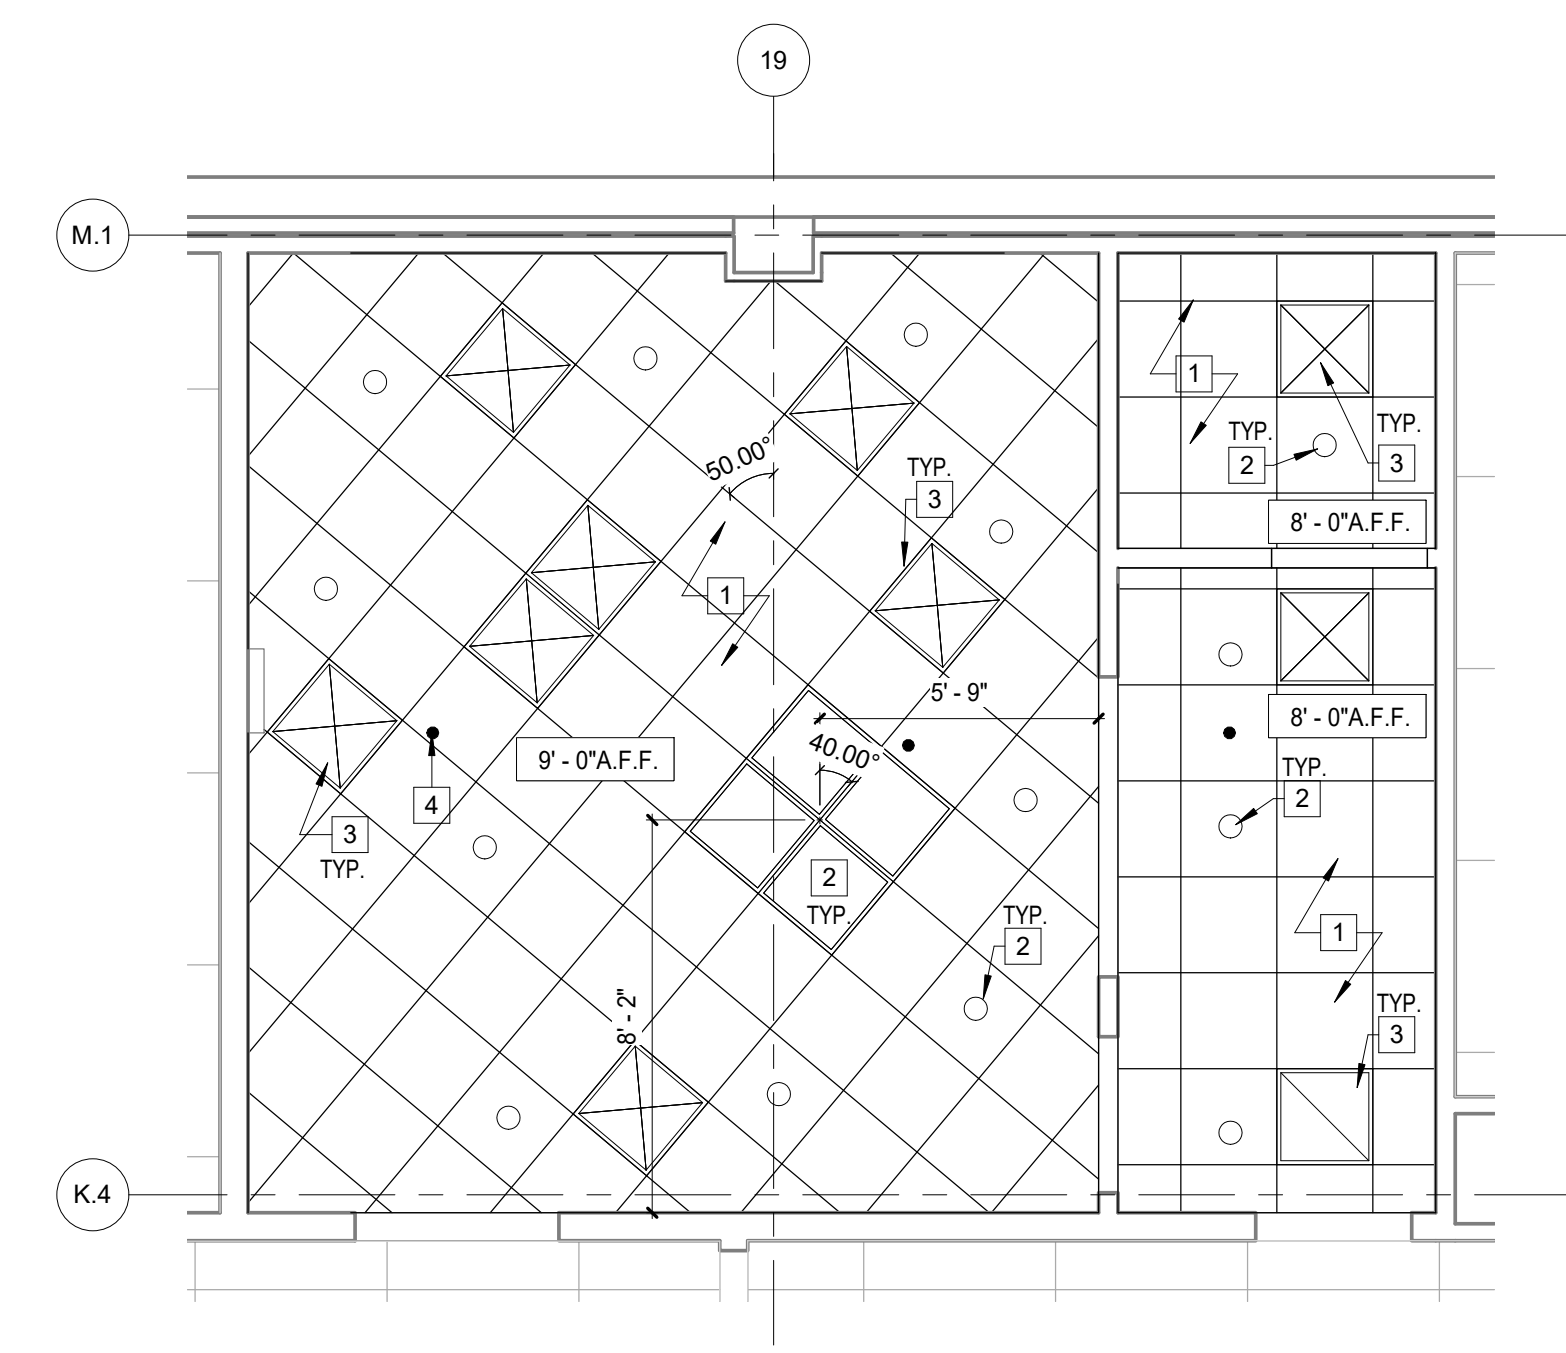 19
M.1
1
TYP.
3
TYP.
2
50.00°
TYP.
3
8' - 0"A.F.F.
1
5' - 9"
8' - 0"A.F.F.
40.00°
9' - 0"A.F.F.
TYP.
2
4
3
TYP.
2
TYP.
TYP.
2
1
8' - 2"
TYP.
3
K.4